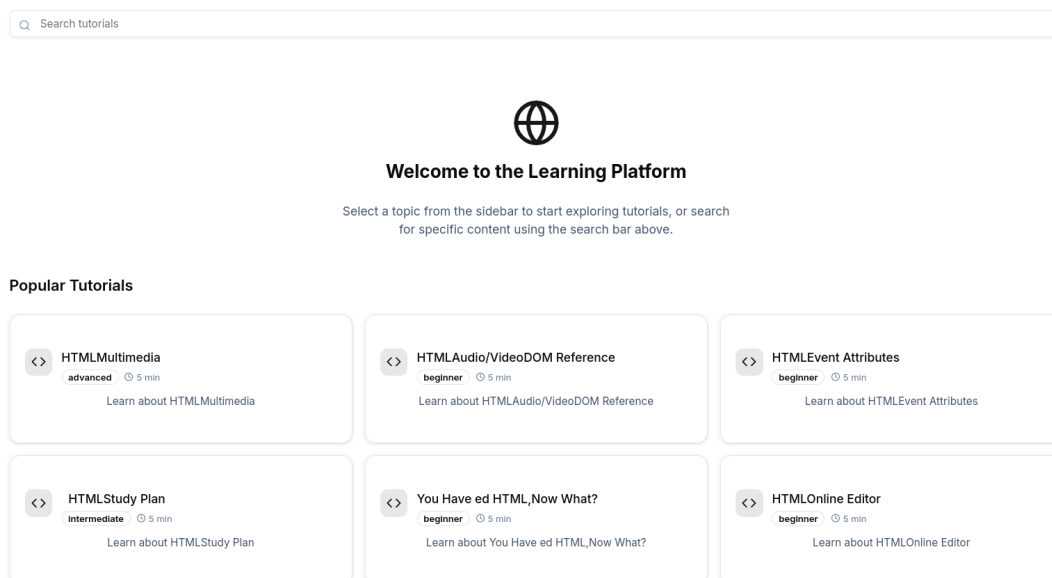 Search tutorials
Welcome to the Learning Platform
Select a topic from the sidebar to start exploring tutorials, or search
for specific content using the search bar above.
Popular Tutorials
HTMLMultimedia
advanced 5 min
Learn about HTMLMultimedia
HTMLAudio/VideoDOM Reference
beginner 5 min
Learn about HTMLAudio/VideoDOM Reference
HTMLEvent Attributes
beginner 5 min
Learn about HTMLEvent Attributes
HTMLStudy Plan
intermediate 5 min
Learn about HTMLStudy Plan
You Have ed HTML,Now What?
beginner 5 min
Learn about You Have ed HTML,Now What?
HTMLOnline Editor
beginner 5 min
Learn about HTMLOnline Editor